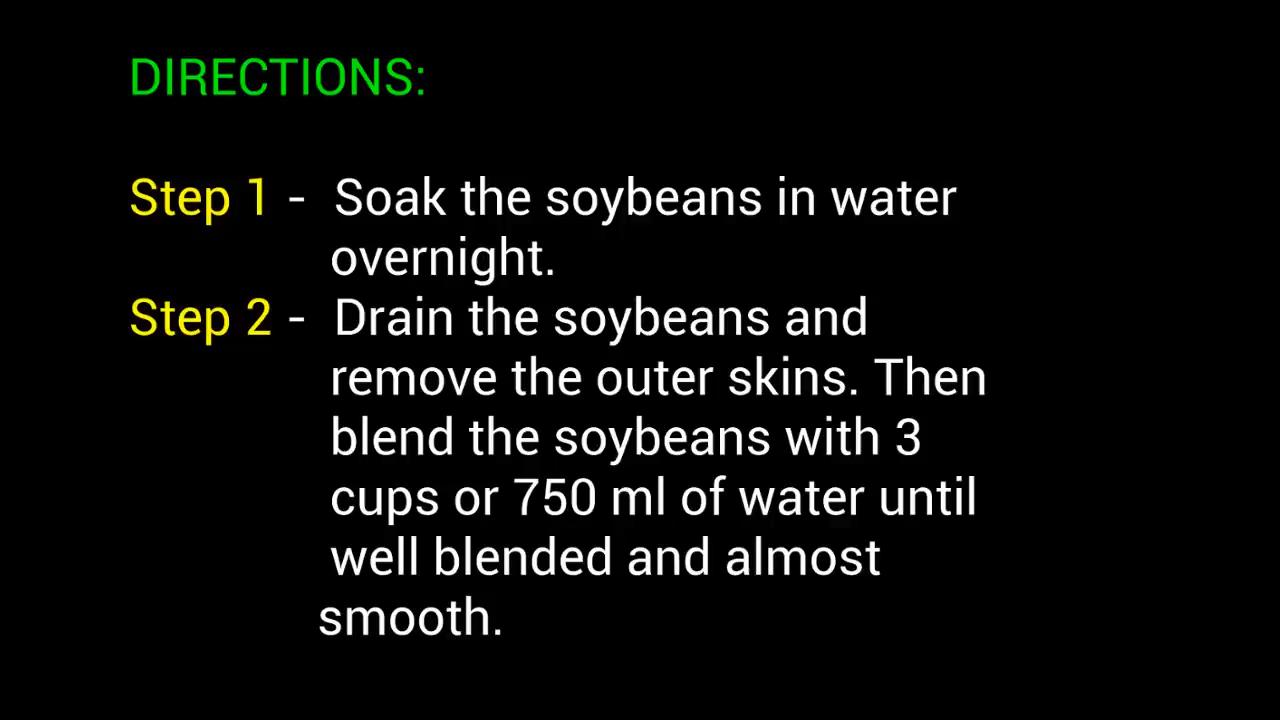 DIRECTIONS:
Step 1 - Soak the soybeans in water
overnight.
Step 2 - Drain the soybeans and
remove the outer skins. Then
blend the soybeans with 3
cups or 750 ml of water until
well blended and almost
smooth.